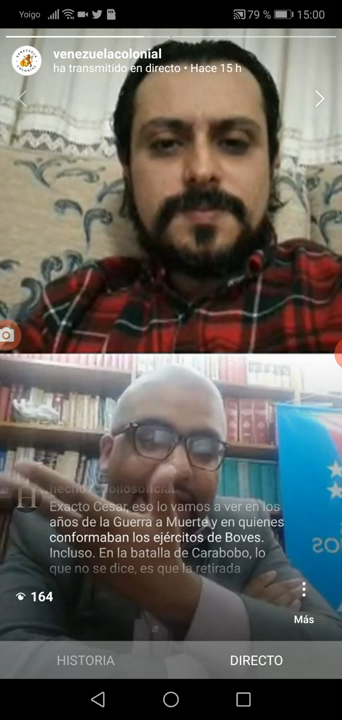 Yoigo
79 %
15:00
venezuelacolonial
ha transmitido en directo • Hace 15 h
H
Exacto Cesar, eso lo vamos a ver en los
años de la Guerra a Muerte y en quienes
conformaban los ejércitos de Boves.
Incluso. En la batalla de Carabobo, lo
que no se dice, es que la retirada
164
Más
HISTORIA
DIRECTO